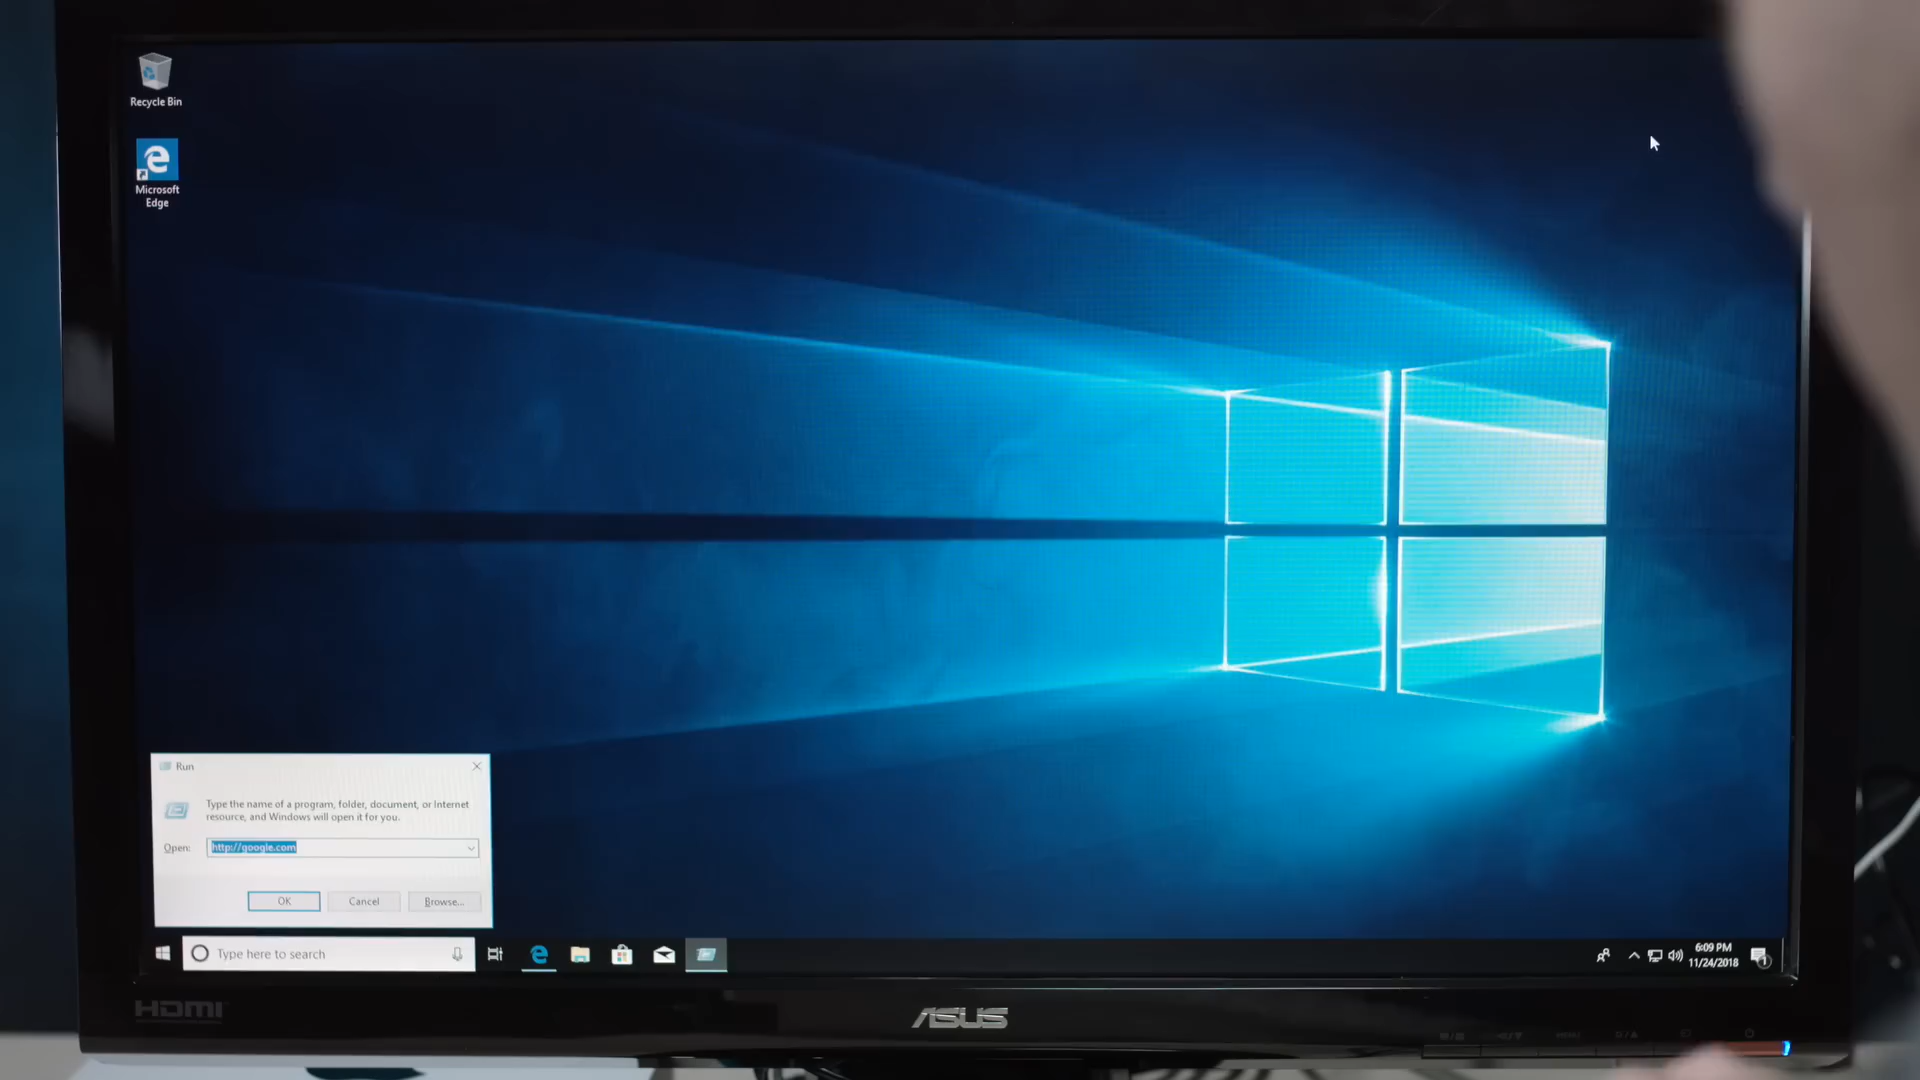 Recycle Bin
Microsoft
Edge
Run
Type the name of a program, folder, document, or Internet
resource, and Windows will open it for you.
Open:
http://google.com
OK
Cancel
Browse...
Type here to search
6:09 PM
11/24/2018
1
HDMI
ASUS